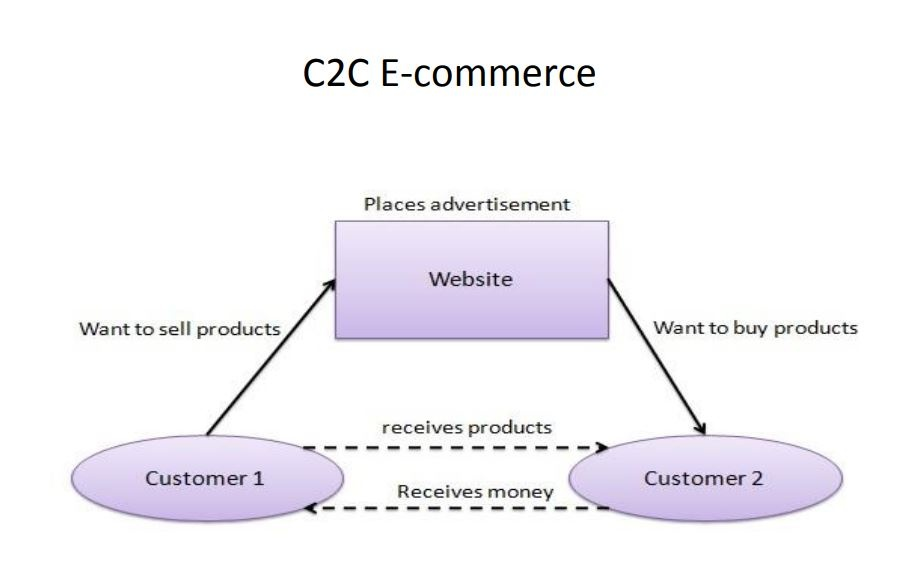 C2C E-commerce
Places advertisement
Website
Want to sell products
Want to buy products
receives products
Customer 1
Customer 2
Receives money